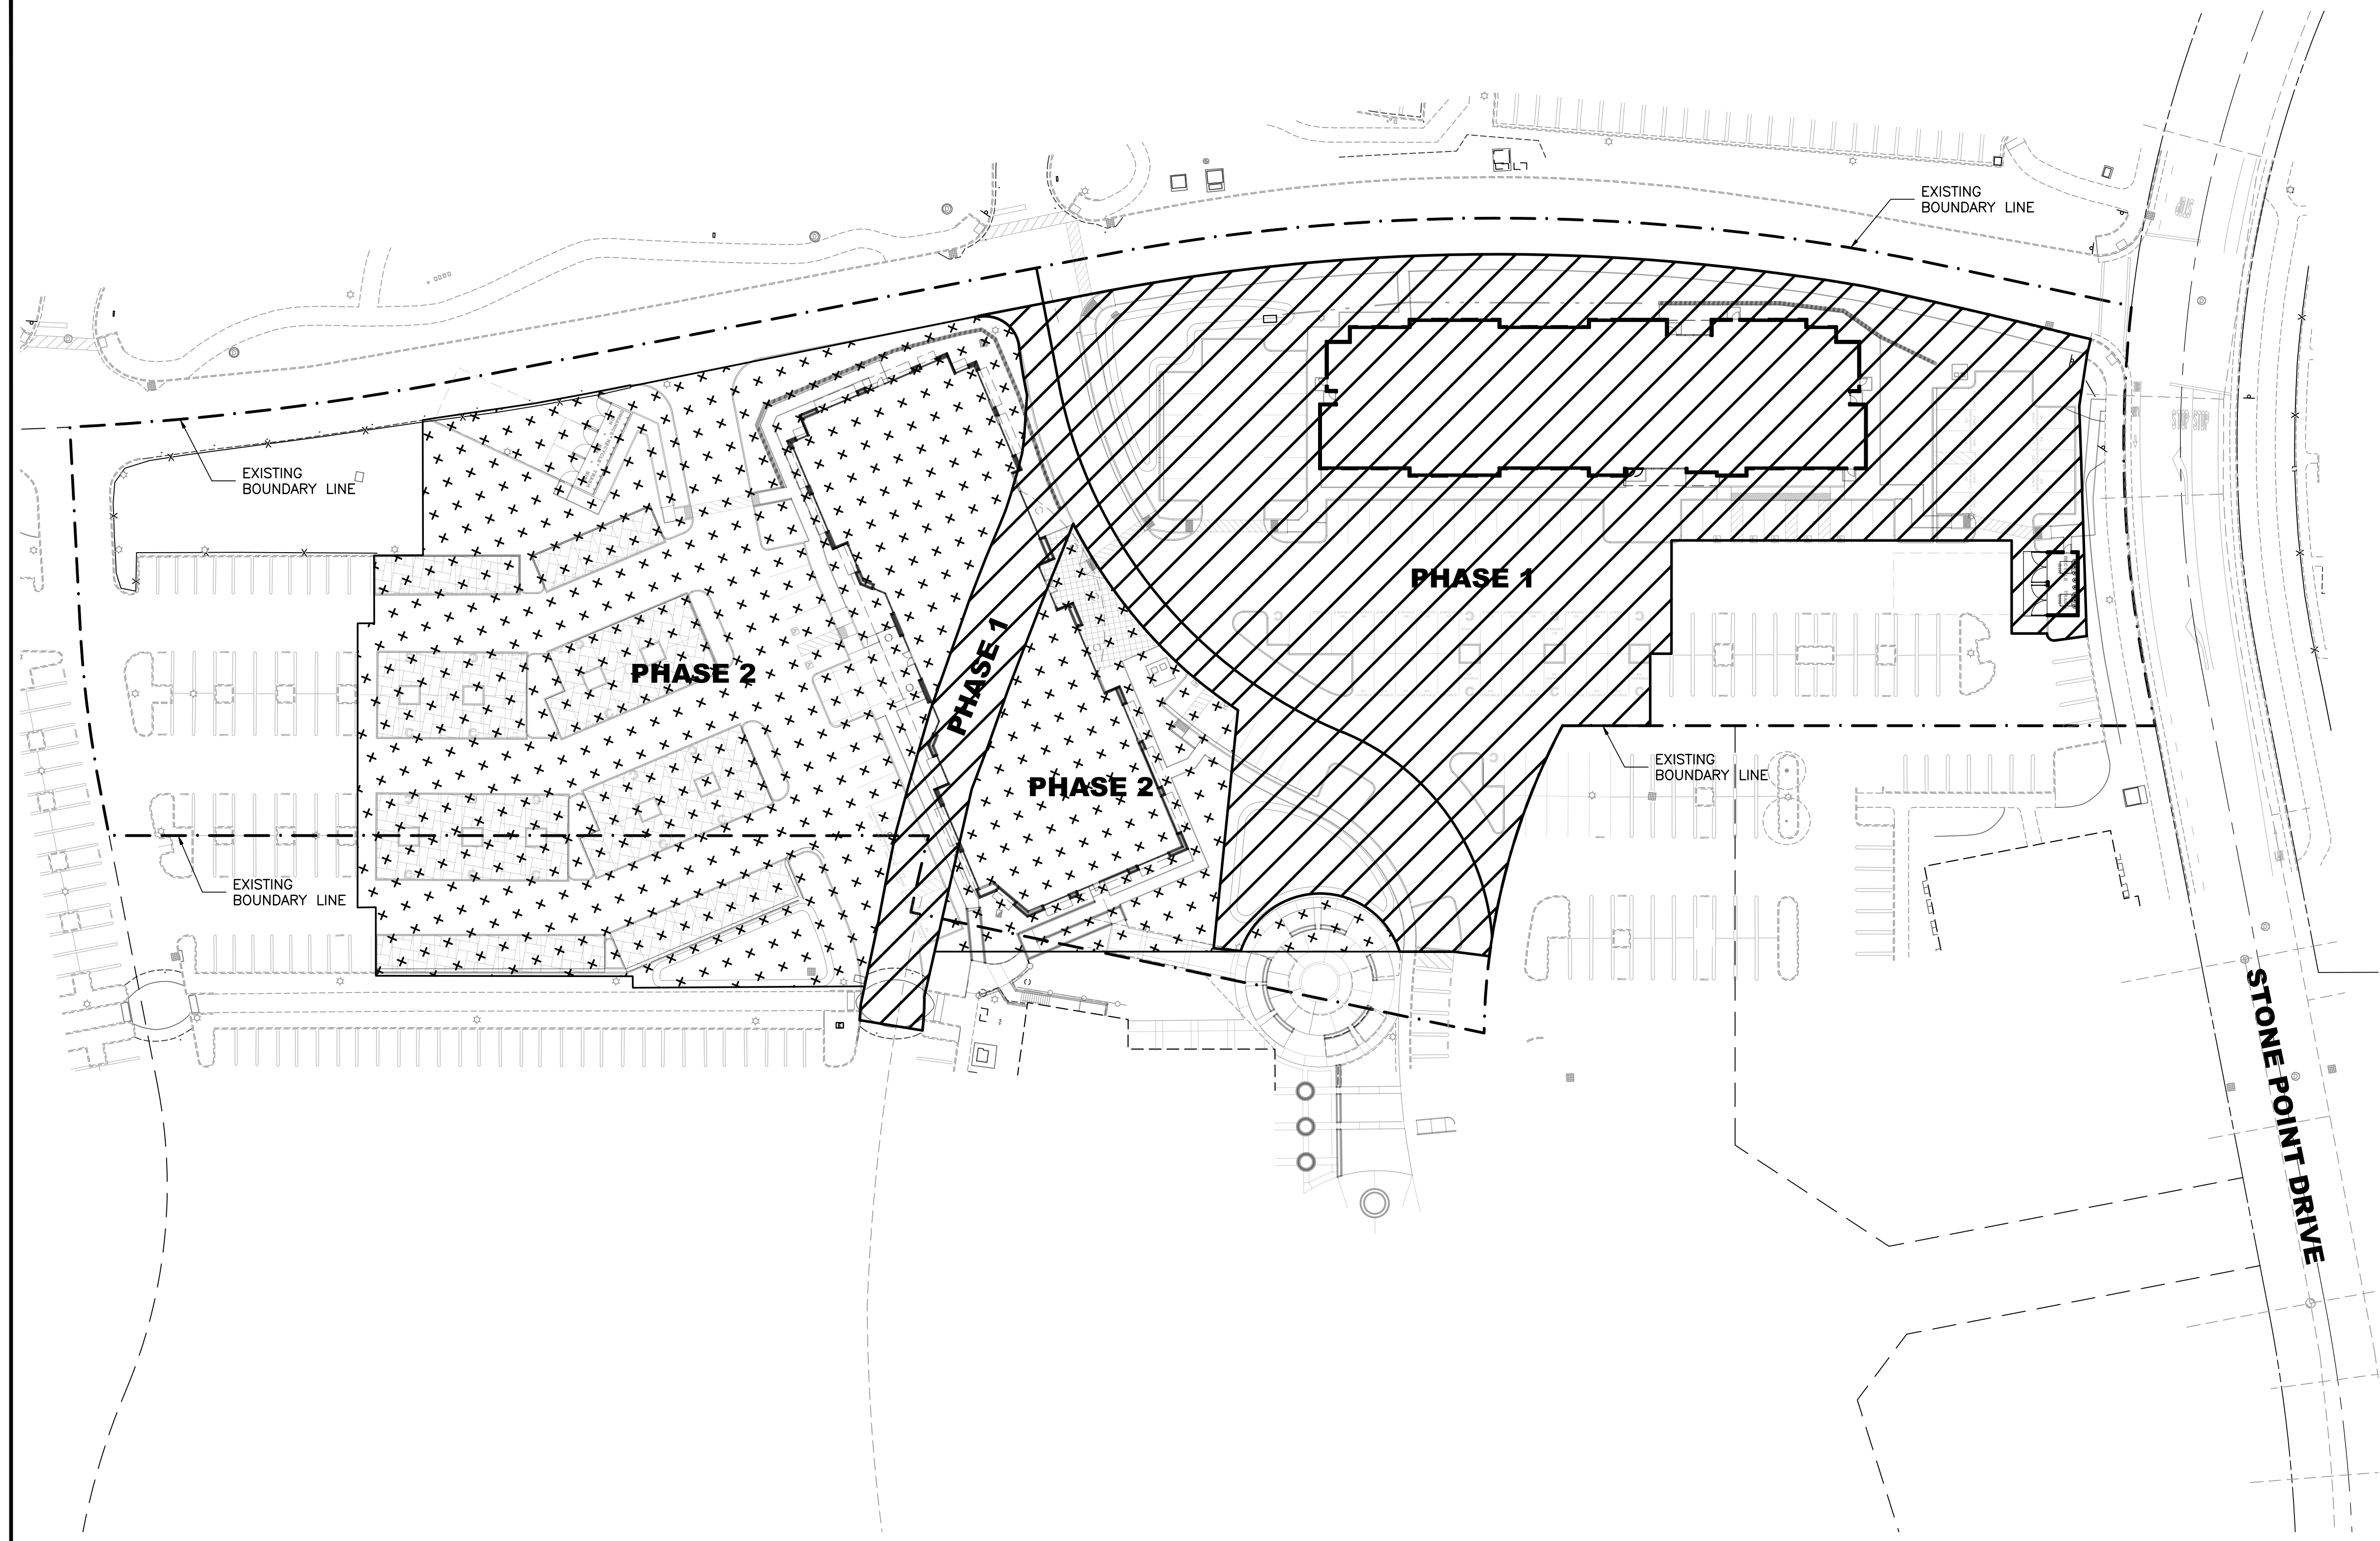 EXISTING
BOUNDARY LINE
EXISTING
BOUNDARY LINE
PHASE 1
PHASE 1
PHASE 2
EXISTING
BOUNDARY LINE
PHASE 2
EXISTING
BOUNDARY LINE
STONE POINT DRIVE